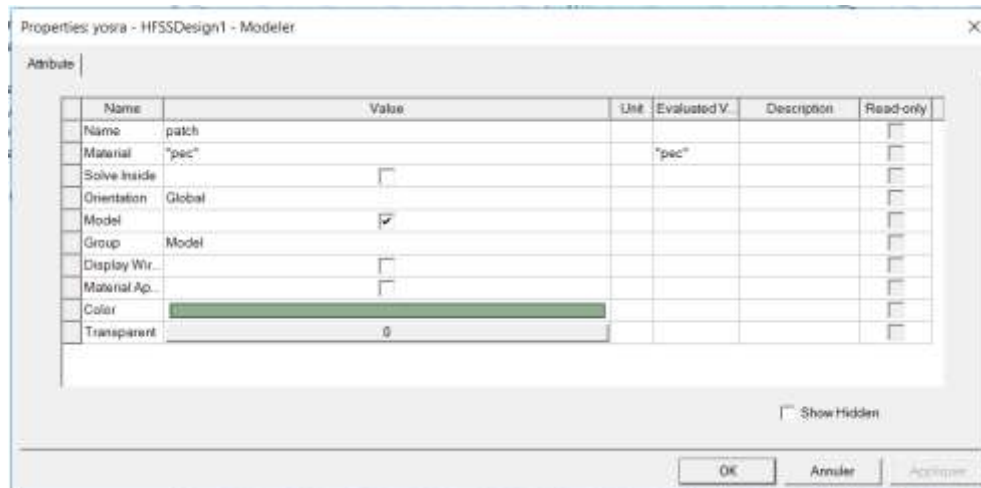 Properties: yosra - HFSSDesign1 - Modeler
Attribute
Name Value Unit Evaluated V... Description Read-only
Name patch
Material "pec" "pec"
Solve Inside
Orientation Global
Model
Group Model
Display Wir...
Material Ap...
Color
Transparent 0
Show Hidden
OK Annuler Appliquer